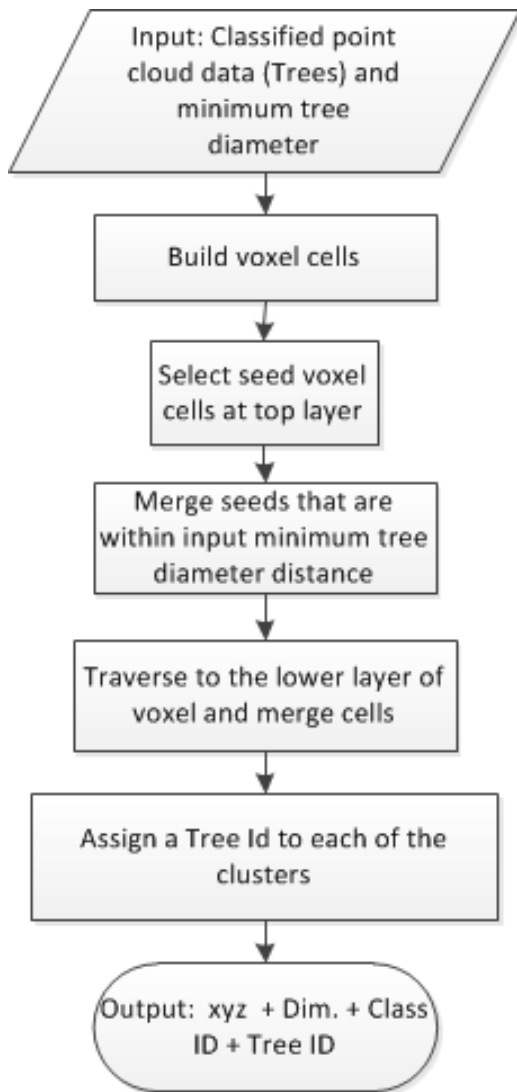 Input: Classified point
cloud data (Trees) and
minimum tree
diameter
Build voxel cells
Select seed voxel
cells at top layer
Merge seeds that are
within input minimum tree
diameter distance
Traverse to the lower layer of
voxel and merge cells
Assign a Tree Id to each of the
clusters
Output: xyz + Dim. + Class
ID + Tree ID